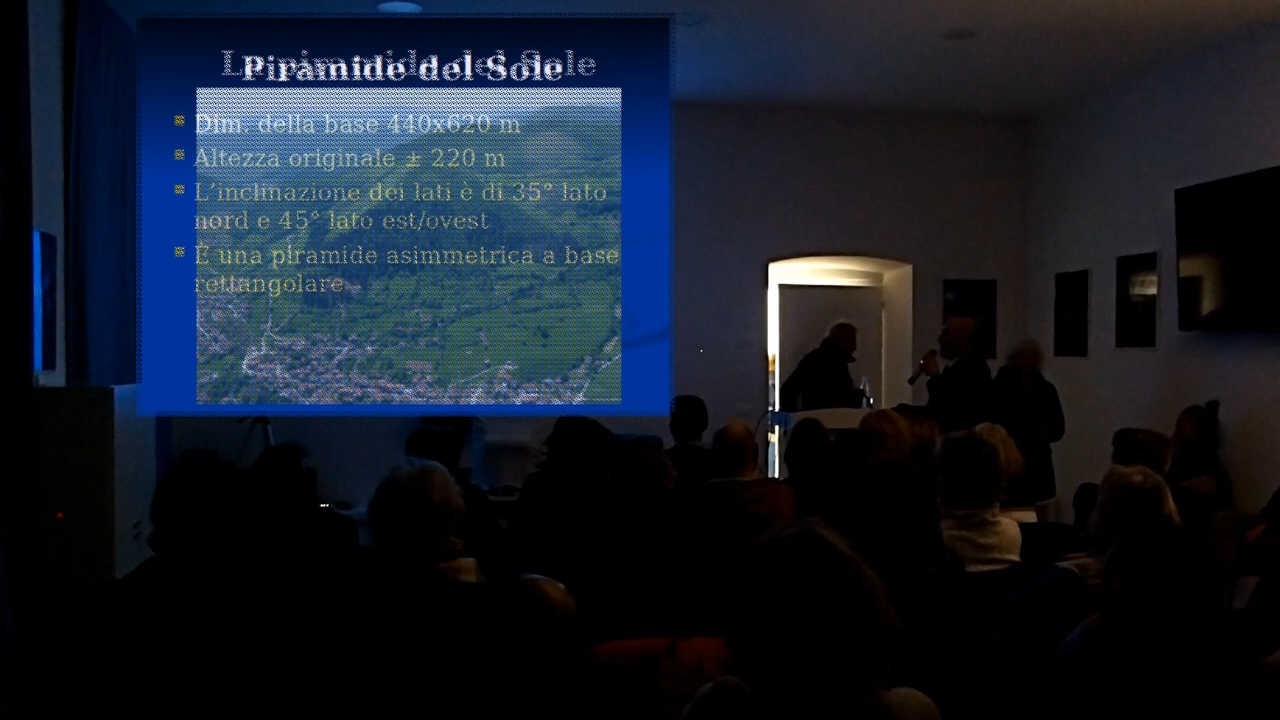 Piramide del Sole
Dim. della base 440x620 m
Altezza originale ± 220 m
L'inclinazione dei lati è di 35° lato
nord e 45° lato est/ovest
È una piramide asimmetrica a base
rettangolare